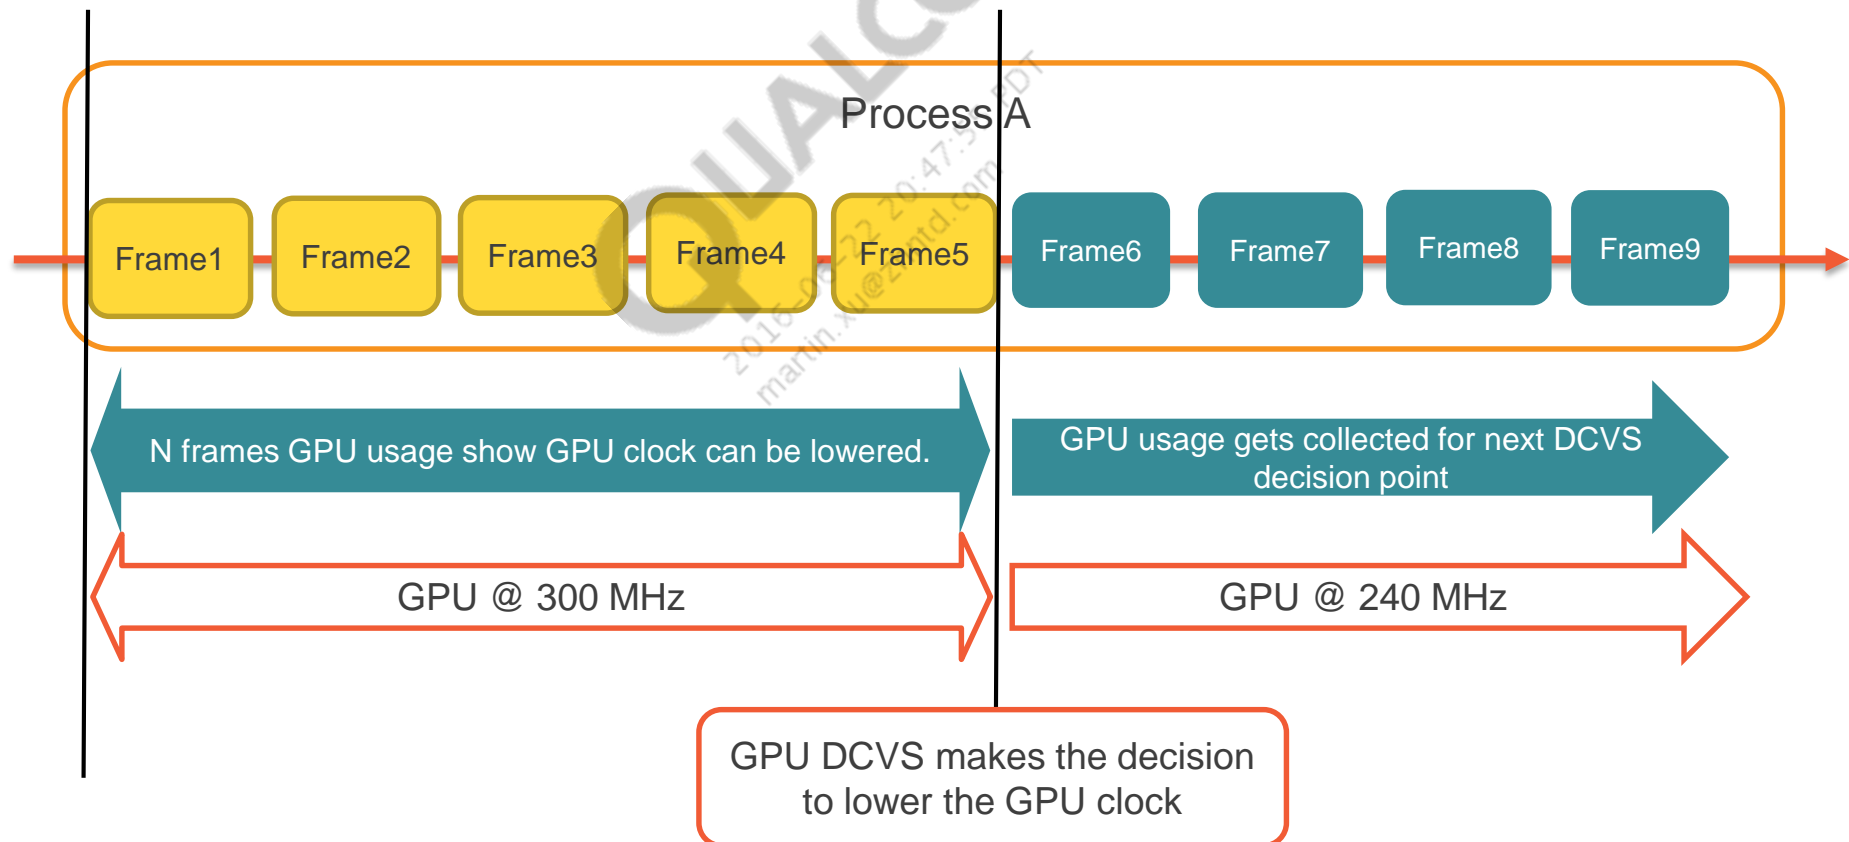 Process A
Frame1
Frame2
Frame3
Frame4
Frame5
Frame6
Frame7
Frame8
Frame9
N frames GPU usage show GPU clock can be lowered.
GPU usage gets collected for next DCVS
decision point
GPU @ 300 MHz
GPU @ 240 MHz
GPU DCVS makes the decision
to lower the GPU clock
QUALCO
PDT